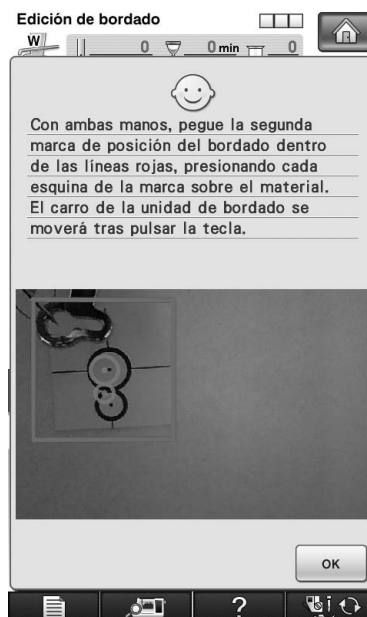 Edición de bordado
W
0 0 min 0
Con ambas manos, pegue la segunda
marca de posición del bordado dentro
de las líneas rojas, presionando cada
esquina de la marca sobre el material.
El carro de la unidad de bordado se
moverá tras pulsar la tecla.
OK
?